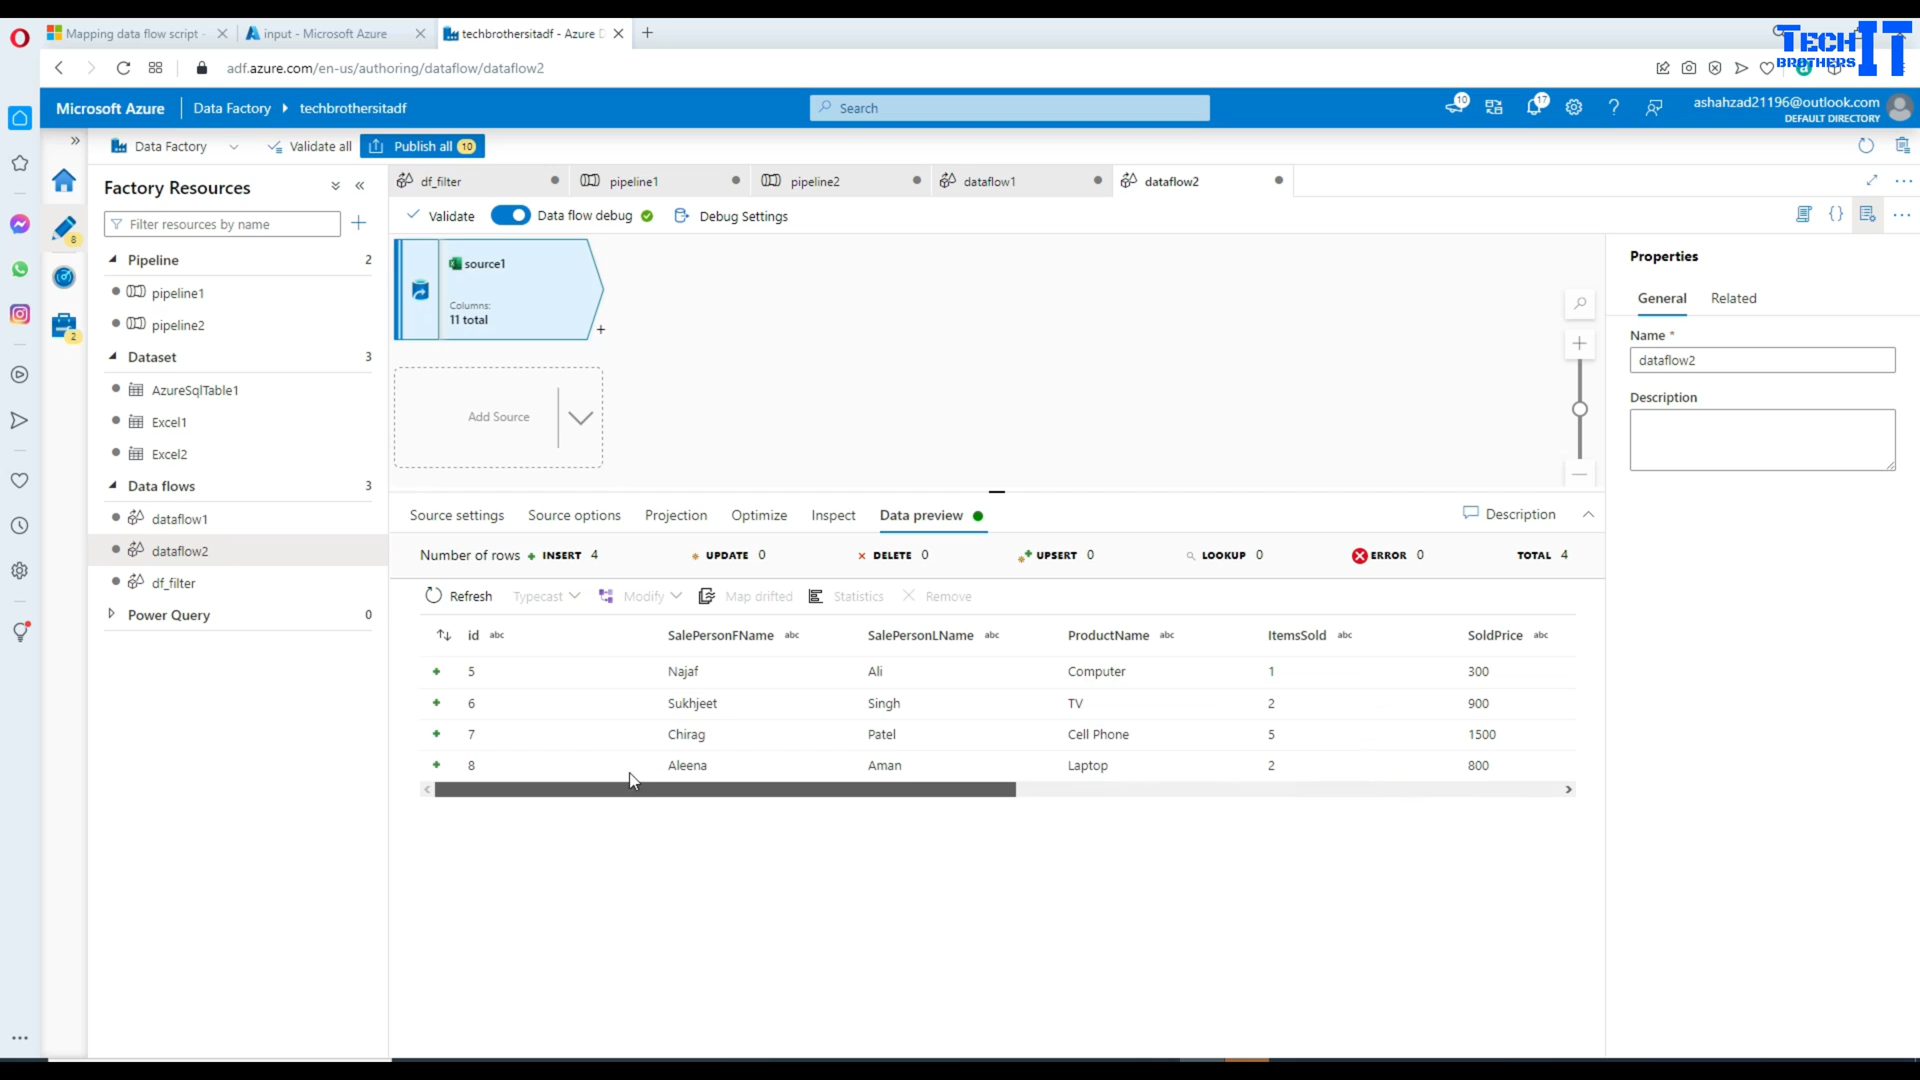 Mapping data flow script -
input - Microsoft Azure
techbrothersitadf - Azure D
TECH IT
BROTHERS
adf.azure.com/en-us/authoring/dataflow/dataflow2
Microsoft Azure
Data Factory
techbrothersitadf
Search
10
17
ashahzad21196@outlook.com
DEFAULT DIRECTORY
Data Factory
Validate all
Publish all
10
Factory Resources
Filter resources by name
8
2
Pipeline
2
pipeline1
pipeline2
Dataset
3
AzureSqlTable1
Excel1
Excel2
Data flows
3
dataflow1
dataflow2
df_filter
Power Query
0
df_filter
pipeline1
pipeline2
dataflow1
dataflow2
Validate
Data flow debug
Debug Settings
source1
Columns:
11 total
Add Source
Source settings
Source options
Projection
Optimize
Inspect
Data preview
Description
Number of rows
INSERT 4
UPDATE 0
DELETE 0
UPSERT 0
LOOKUP 0
ERROR 0
TOTAL 4
Refresh
Typecast
Modify
Map drifted
Statistics
Remove
id abc SalePersonFName abc SalePersonLName abc ProductName abc ItemsSold abc SoldPrice abc
5 Najaf Ali Computer 1 300
6 Sukhjeet Singh TV 2 900
7 Chirag Patel Cell Phone 5 1500
8 Aleena Aman Laptop 2 800
Properties
General
Related
Name *
dataflow2
Description